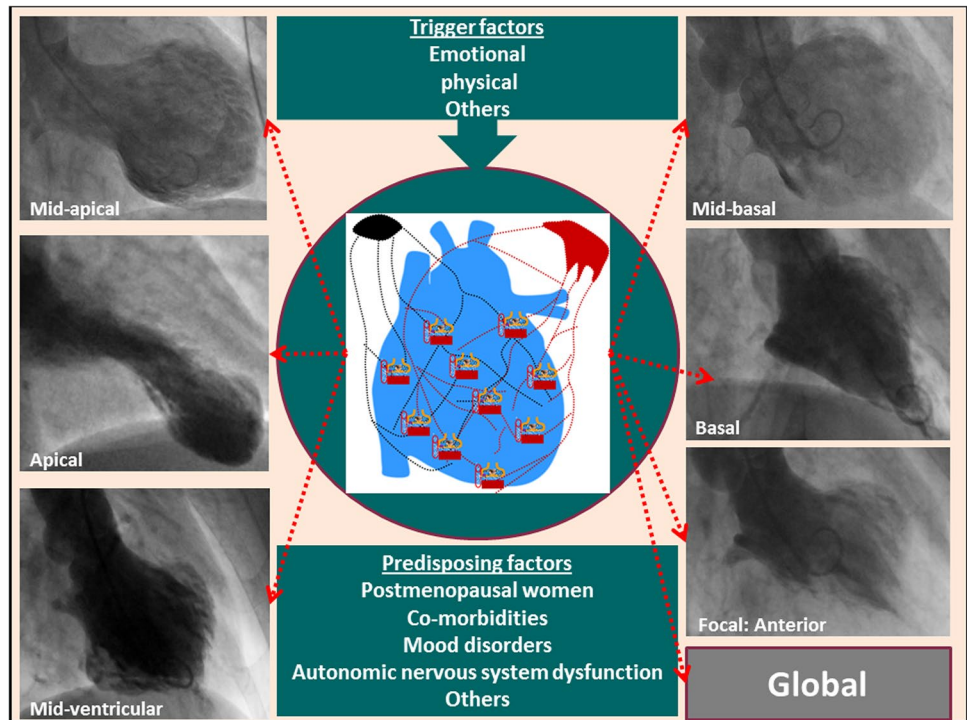 Trigger factors
Emotional
physical
Others
Mid-apical
Mid-basal
Apical
Basal
Mid-ventricular
Predisposing factors
Postmenopausal women
Co-morbidities
Mood disorders
Autonomic nervous system dysfunction
Others
Focal: Anterior
Global